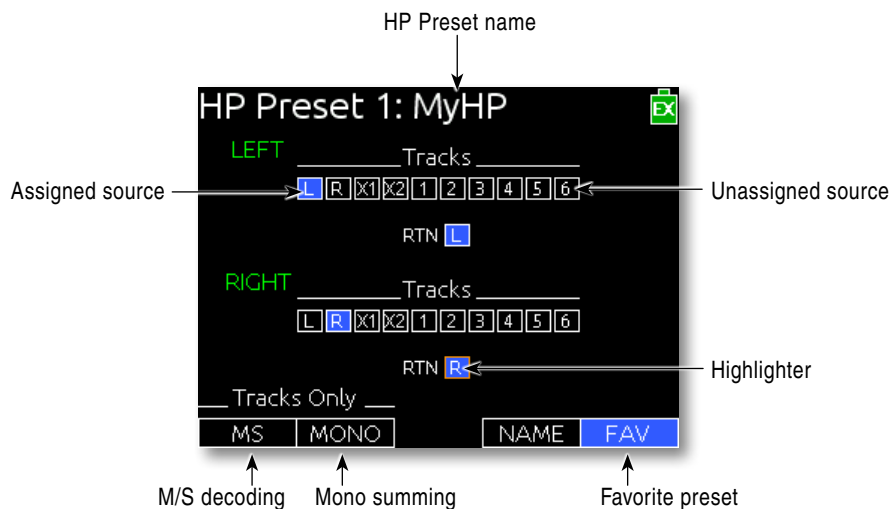 HP Preset name
HP Preset 1: MyHP EX
LEFT
Tracks
Assigned source L R X1 X2 1 2 3 4 5 6 Unassigned source
RTN L
RIGHT
Tracks
L R X1 X2 1 2 3 4 5 6
RTN R Highlighter
Tracks Only
MS MONO NAME FAV
M/S decoding Mono summing Favorite preset